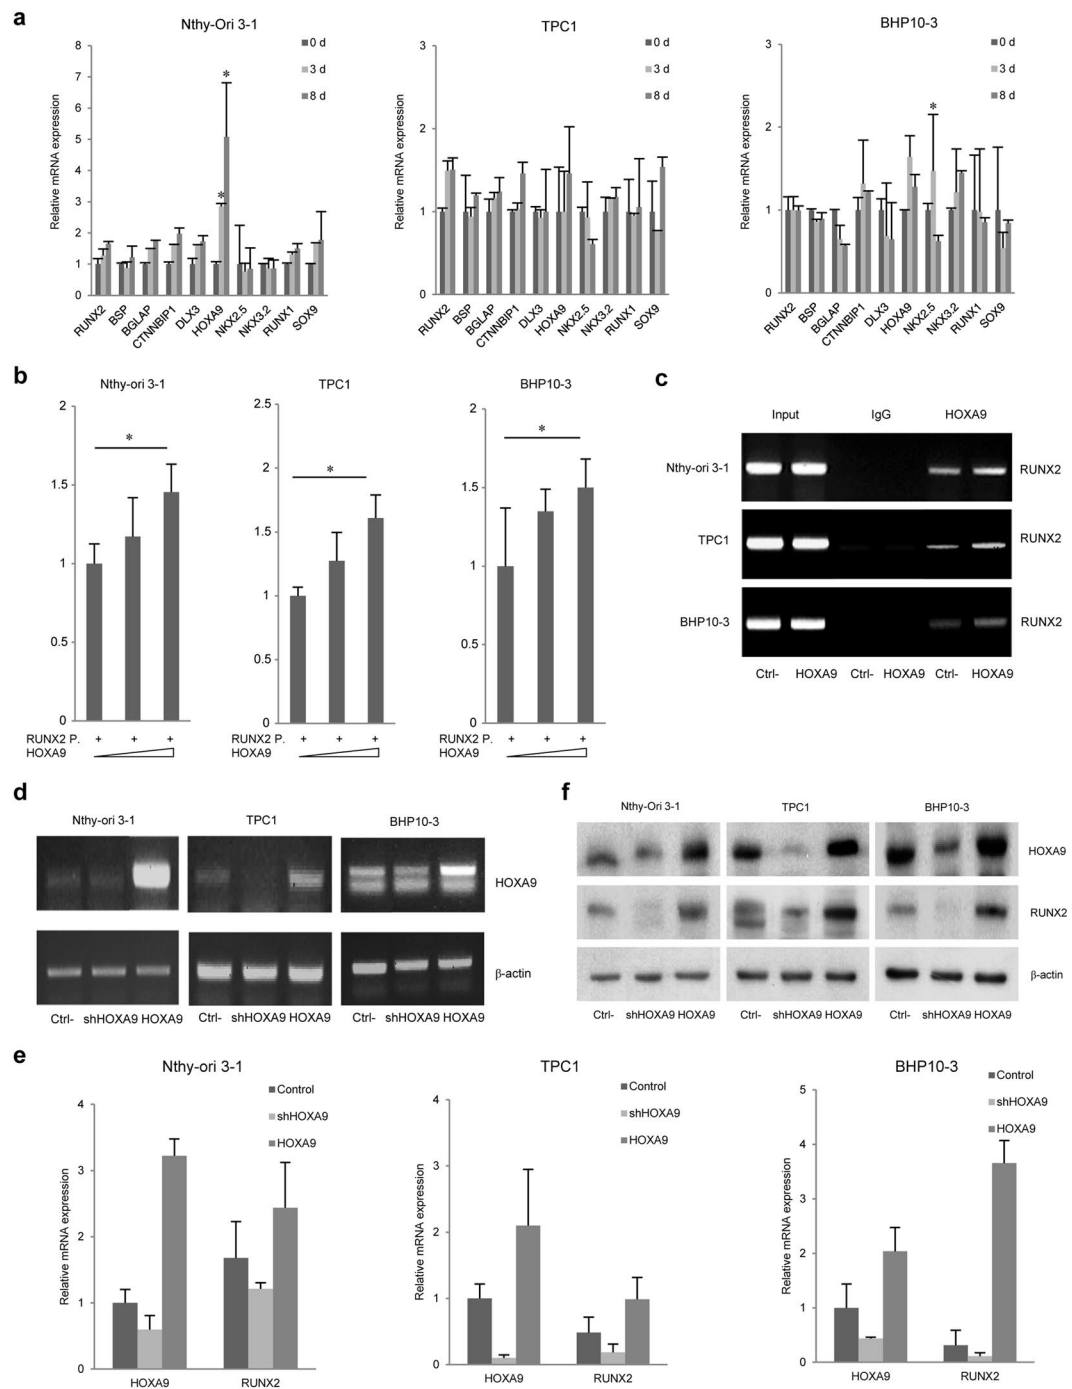 a
Nthy-Ori 3-1
TPC1
BHP10-3
Relative mRNA expression
8
7
6
5
4
3
2
1
0
* *
0 d
3 d
8 d
RUNX2 BSP BGLAP CTNNBIP1 DLX3 HOXA9 NKX2.5 NKX3.2 RUNX1 SOX9
Relative mRNA expression
3
2
1
0
0 d
3 d
8 d
RUNX2 BSP BGLAP CTNNBIP1 DLX3 HOXA9 NKX2.5 NKX3.2 RUNX1 SOX9
Relative mRNA expression
3
2
1
0
*
0 d
3 d
8 d
RUNX2 BSP BGLAP CTNNBIP1 DLX3 HOXA9 NKX2.5 NKX3.2 RUNX1 SOX9
b
Nthy-ori 3-1
2
1.5
1
0.5
0
*
RUNX2 P. + + +
HOXA9
TPC1
2.5
2
1.5
1
0.5
0
*
RUNX2 P. + + +
HOXA9
BHP10-3
2
1.5
1
0.5
0
*
RUNX2 P. + + +
HOXA9
c
Input IgG HOXA9
Nthy-ori 3-1 RUNX2
TPC1 RUNX2
BHP10-3 RUNX2
Ctrl- HOXA9 Ctrl- HOXA9 Ctrl- HOXA9
d
Nthy-ori 3-1 TPC1 BHP10-3
HOXA9
β-actin
Ctrl- shHOXA9 HOXA9 Ctrl- shHOXA9 HOXA9 Ctrl- shHOXA9 HOXA9
f
Nthy-Ori 3-1 TPC1 BHP10-3
HOXA9
RUNX2
β-actin
Ctrl- shHOXA9 HOXA9 Ctrl- shHOXA9 HOXA9 Ctrl- shHOXA9 HOXA9
e
Nthy-ori 3-1
Relative mRNA expression
4
3
2
1
0
Control
shHOXA9
HOXA9
HOXA9 RUNX2
TPC1
Relative mRNA expression
4
3
2
1
0
Control
shHOXA9
HOXA9
HOXA9 RUNX2
BHP10-3
Relative mRNA expression
5
4
3
2
1
0
Control
shHOXA9
HOXA9
HOXA9 RUNX2